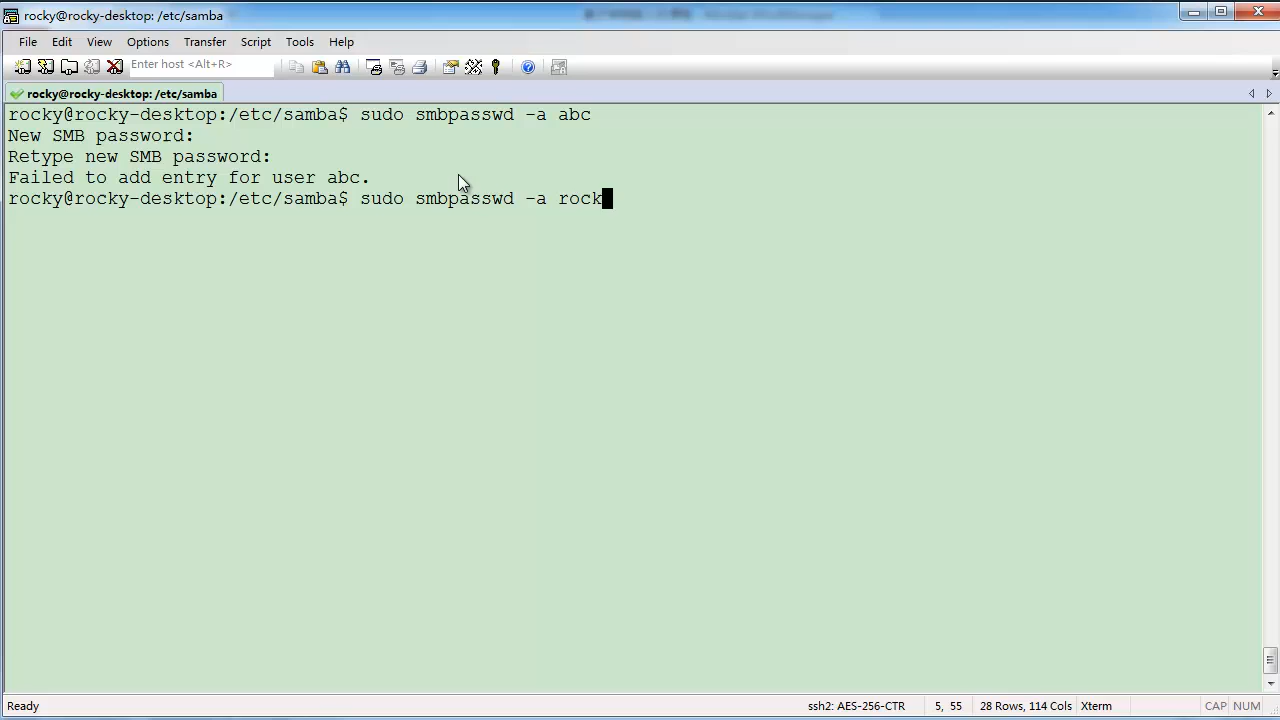 rocky@rocky-desktop: /etc/samba
File Edit View Options Transfer Script Tools Help
Enter host <Alt+R>
rocky@rocky-desktop: /etc/samba
rocky@rocky-desktop:/etc/samba$ sudo smbpasswd -a abc
New SMB password:
Retype new SMB password:
Failed to add entry for user abc.
rocky@rocky-desktop:/etc/samba$ sudo smbpasswd -a rock
Ready ssh2: AES-256-CTR 5, 55 28 Rows, 114 Cols Xterm CAP NUM